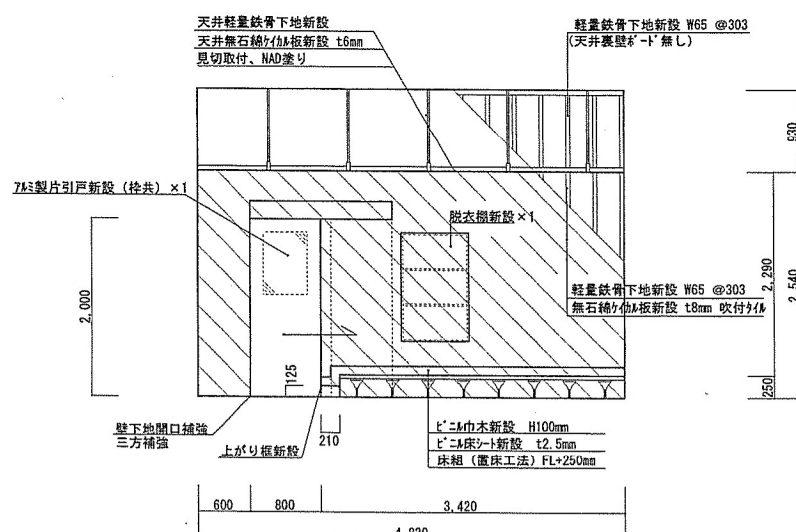 天井軽量鉄骨下地新設
天井無石綿ケイカル板新設 t6mm
見切取付、NAD塗り
軽量鉄骨下地新設 W65 @303
(天井裏壁ボード無し)
930
アルミ製片引戸新設（枠共）×1
脱衣棚新設×1
2,000
2,290
2,540
軽量鉄骨下地新設 W65 @303
無石綿ケイカル板新設 t8mm 吹付タイル
125
250
壁下地開口補強
三方補強
上がり框新設
210
ビニル巾木新設 H100mm
ビニル床シート新設 t2.5mm
床組（置床工法）FL+250mm
600
800
3,420